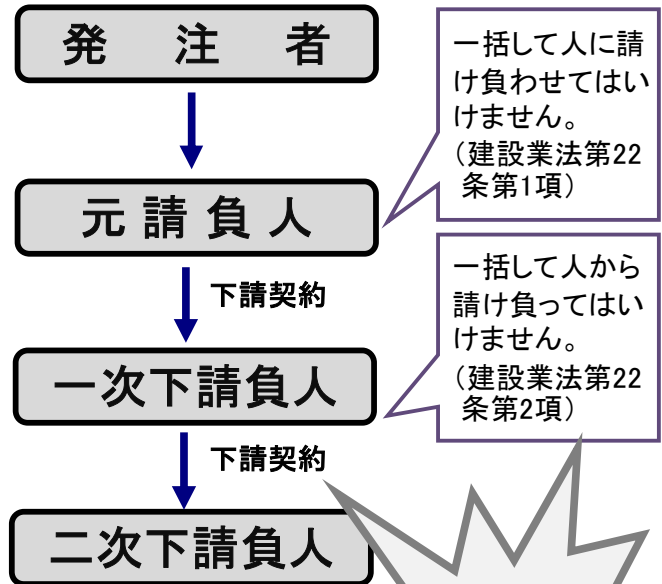 発注者
一括して人に請
け負わせてはい
けません。
（建設業法第22
条第1項）
元請負人
下請契約
一括して人から
請け負ってはい
けません。
（建設業法第22
条第2項）
一次下請負人
下請契約
二次下請負人